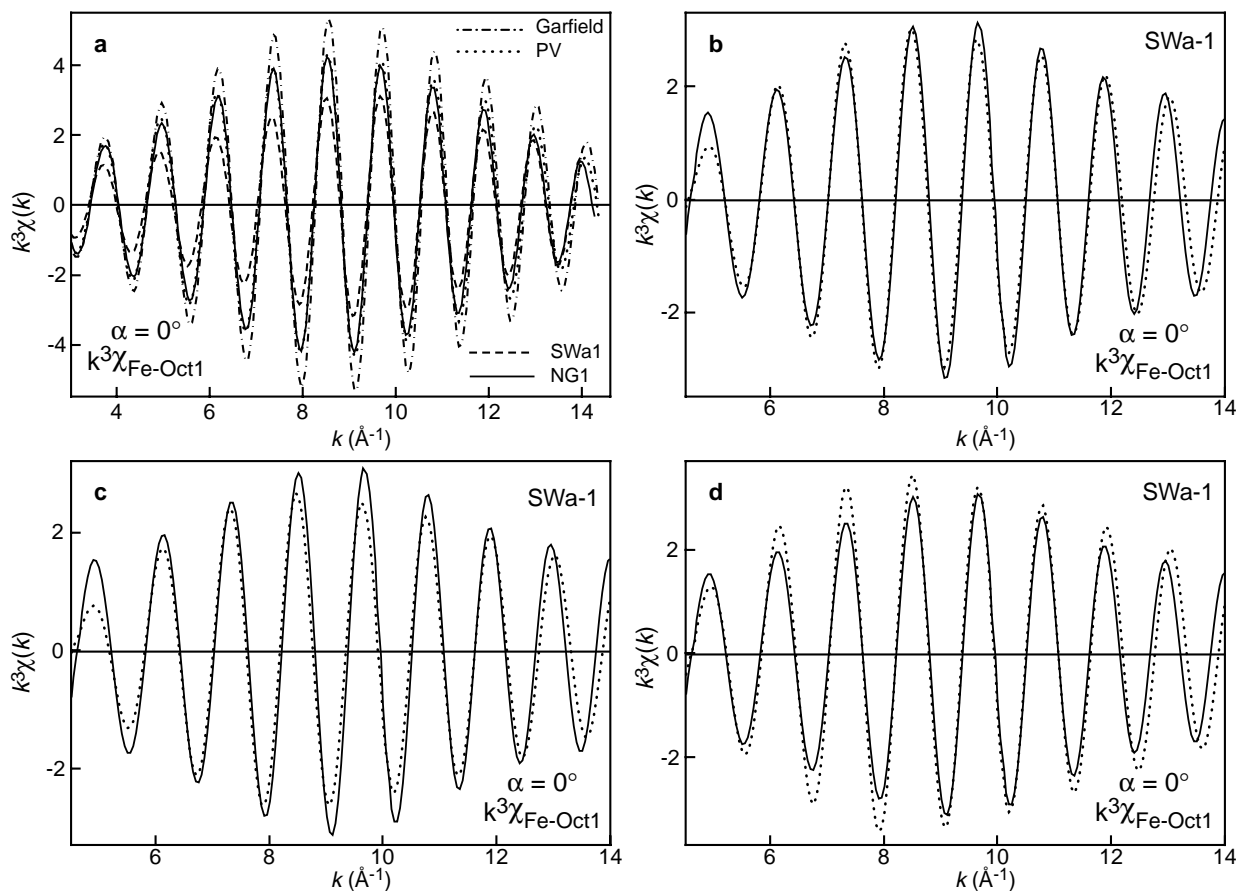 a
Garfield
PV
4
2
0
-2
-4
k³χ(k)
α = 0°
k³χFe-Oct1
SWa1
NG1
4 6 8 10 12 14
k (Å-1)
b
SWa-1
2
0
-2
k³χ(k)
α = 0°
k³χFe-Oct1
6 8 10 12 14
k (Å-1)
c
SWa-1
2
0
-2
k³χ(k)
α = 0°
k³χFe-Oct1
6 8 10 12 14
k (Å-1)
d
SWa-1
2
0
-2
k³χ(k)
α = 0°
k³χFe-Oct1
6 8 10 12 14
k (Å-1)